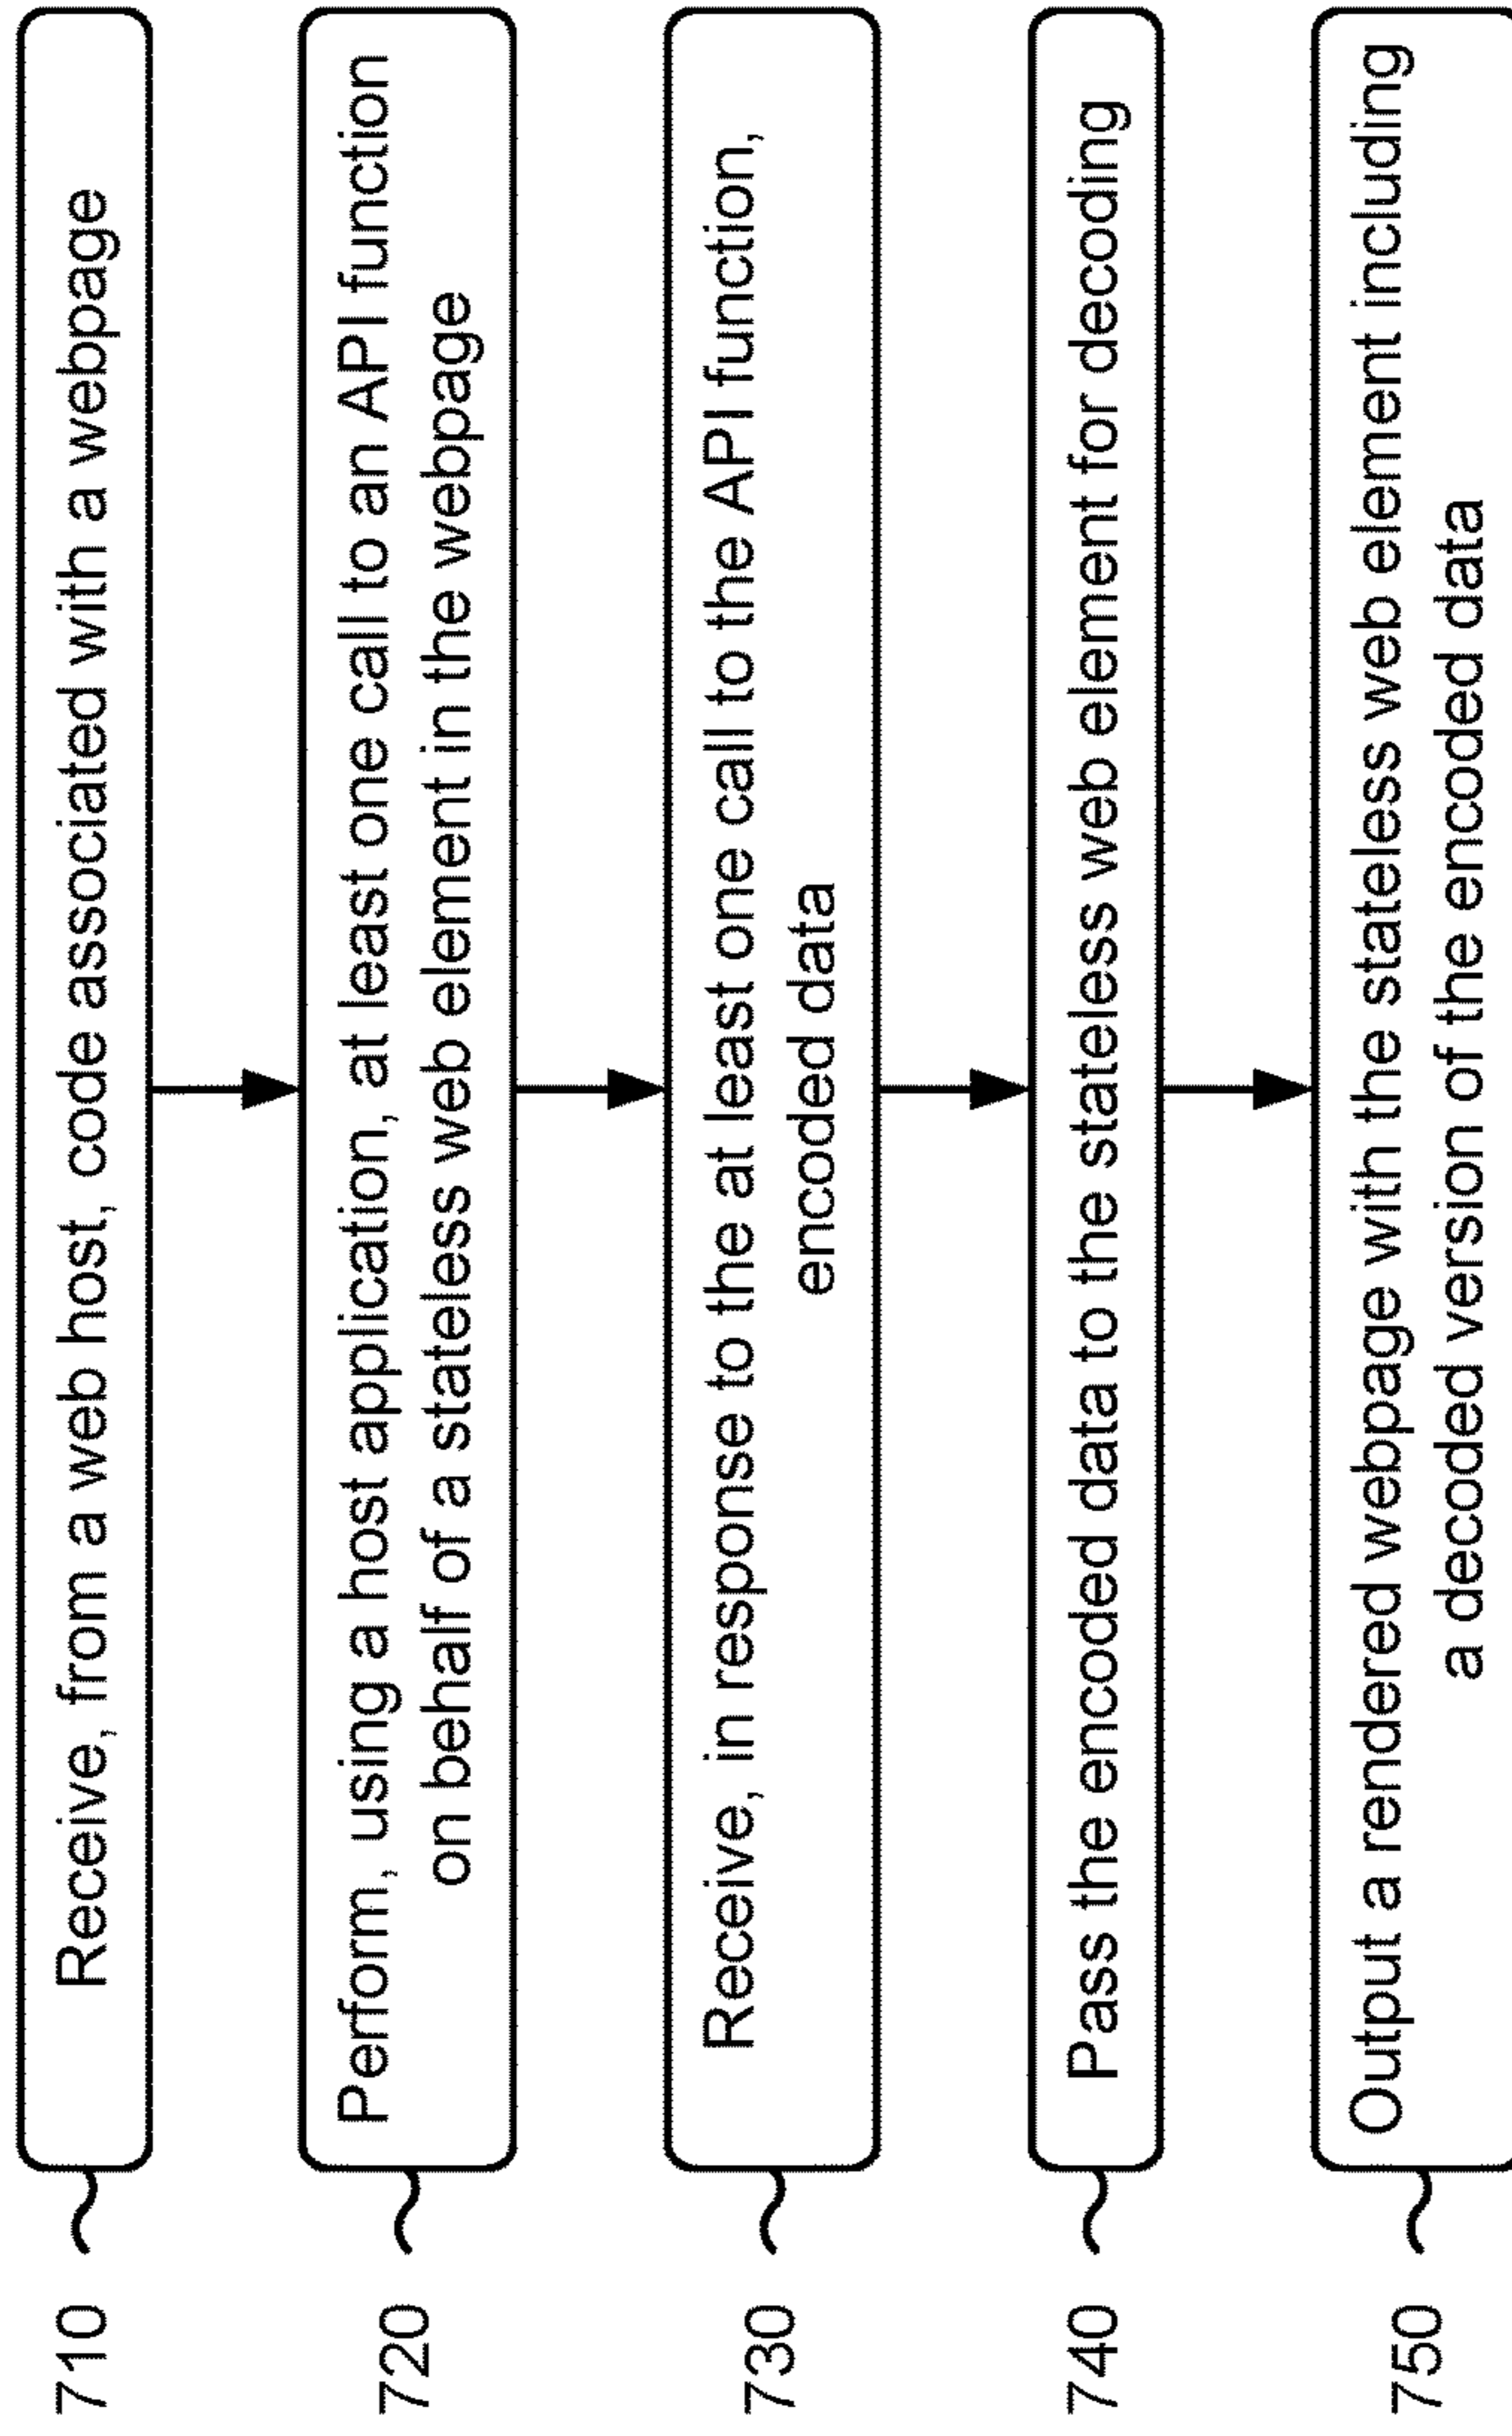 710
Receive, from a web host, code associated with a webpage
720
Perform, using a host application, at least one call to an API function
on behalf of a stateless web element in the webpage
730
Receive, in response to the at least one call to the API function,
encoded data
740
Pass the encoded data to the stateless web element for decoding
750
Output a rendered webpage with the stateless web element including
a decoded version of the encoded data